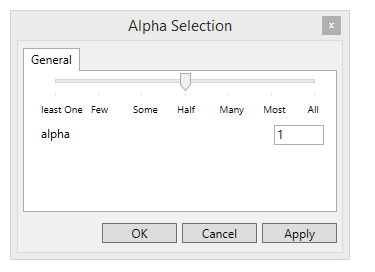 Alpha Selection
x
General
least One Few Some Half Many Most All
alpha 1
OK Cancel Apply